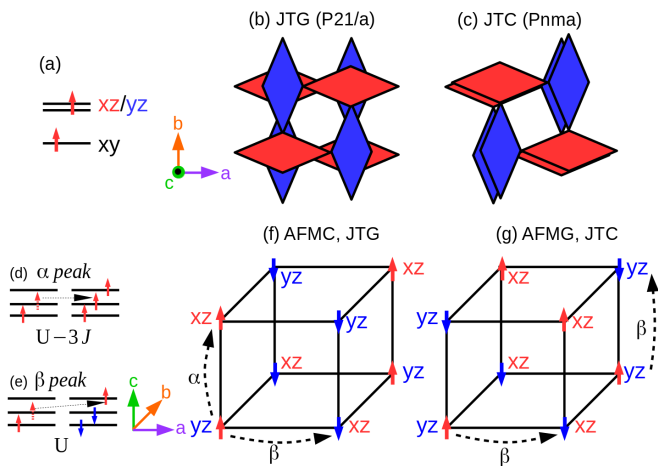 (b) JTG (P21/a)
(c) JTC (Pnma)
(a)
xz/yz
xy
b
c
a
(f) AFMC, JTG
(g) AFMG, JTC
(d) α peak
U−3J
(e) β peak
U
c
b
a
yz
xz
xz
yz
α
xz
yz
yz
xz
β
xz
yz
yz
xz
xz
yz
β
yz
xz
β